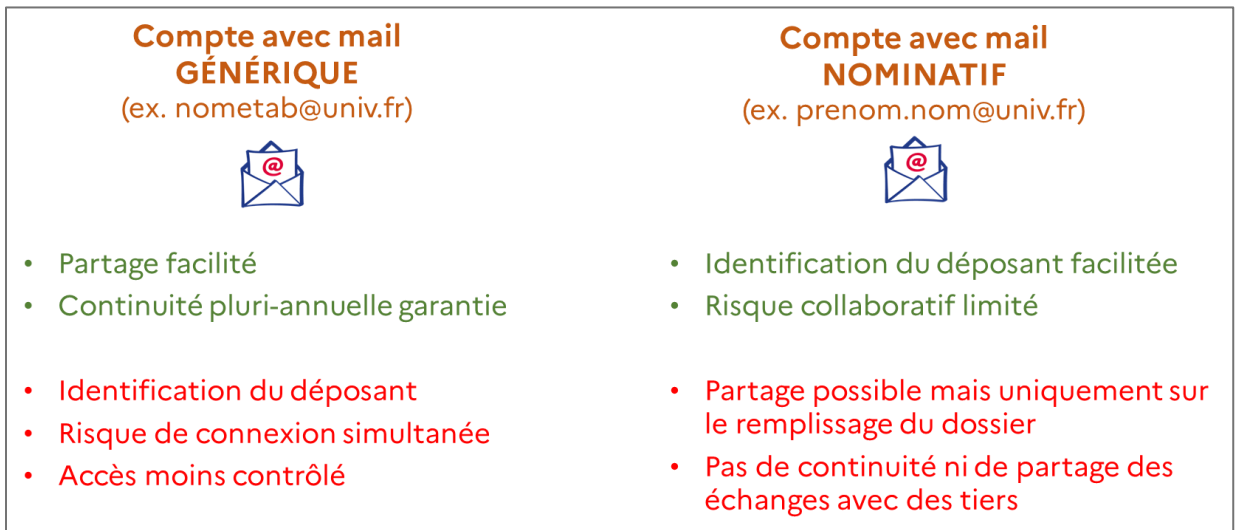 Compte avec mail
GÉNÉRIQUE
(ex. nometab@univ.fr)
@
• Partage facilité
• Continuité pluri-annuelle garantie
• Identification du déposant
• Risque de connexion simultanée
• Accès moins contrôlé
Compte avec mail
NOMINATIF
(ex. prenom.nom@univ.fr)
@
• Identification du déposant facilitée
• Risque collaboratif limité
• Partage possible mais uniquement sur
le remplissage du dossier
• Pas de continuité ni de partage des
échanges avec des tiers